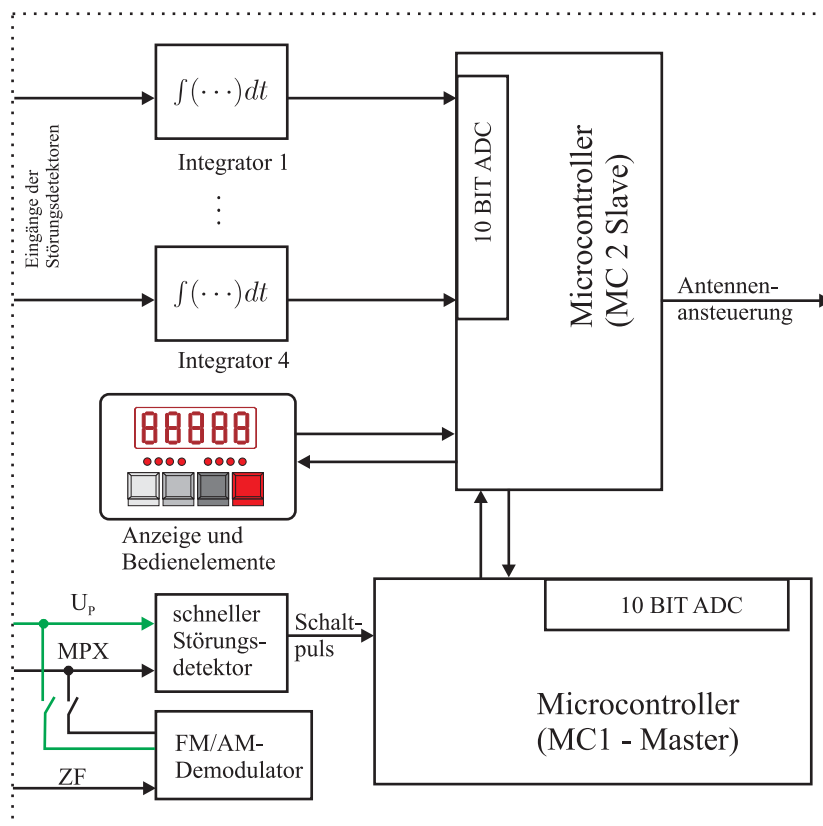 ∫(⋯)dt
Integrator 1
Eingänge der
Störungsdetektoren
⋮
∫(⋯)dt
Integrator 4
10 BIT ADC
Microcontroller
(MC 2 Slave)
Antennen-
ansteuerung
88888
Anzeige und
Bedienelemente
U_P
MPX
schneller
Störungs-
detektor
Schalt-
puls
FM/AM-
Demodulator
ZF
10 BIT ADC
Microcontroller
(MC1 - Master)